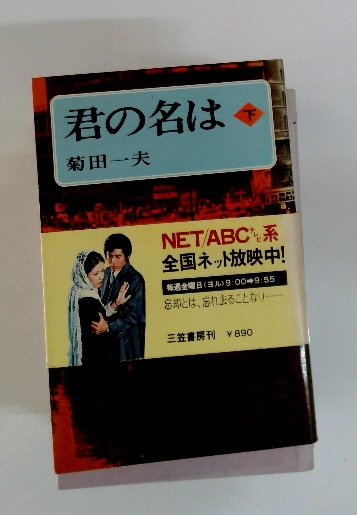 君の名は 下
菊田一夫
NET/ABCテレビ系
全国ネット放映中!
毎週金曜日〈ヨル〉9:00➡9:55
忘却とは、忘れ去ることなり……
三笠書房刊 ¥890